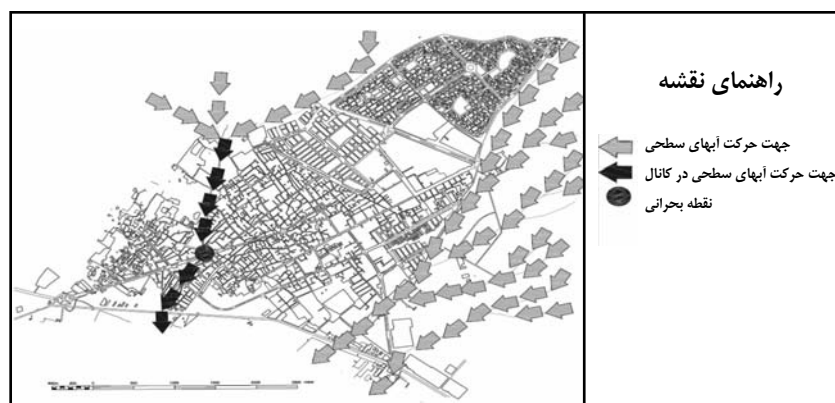 راهنمای نقشه
جهت حرکت آبهای سطحی
جهت حرکت آبهای سطحی در کانال
نقطه بحرانی